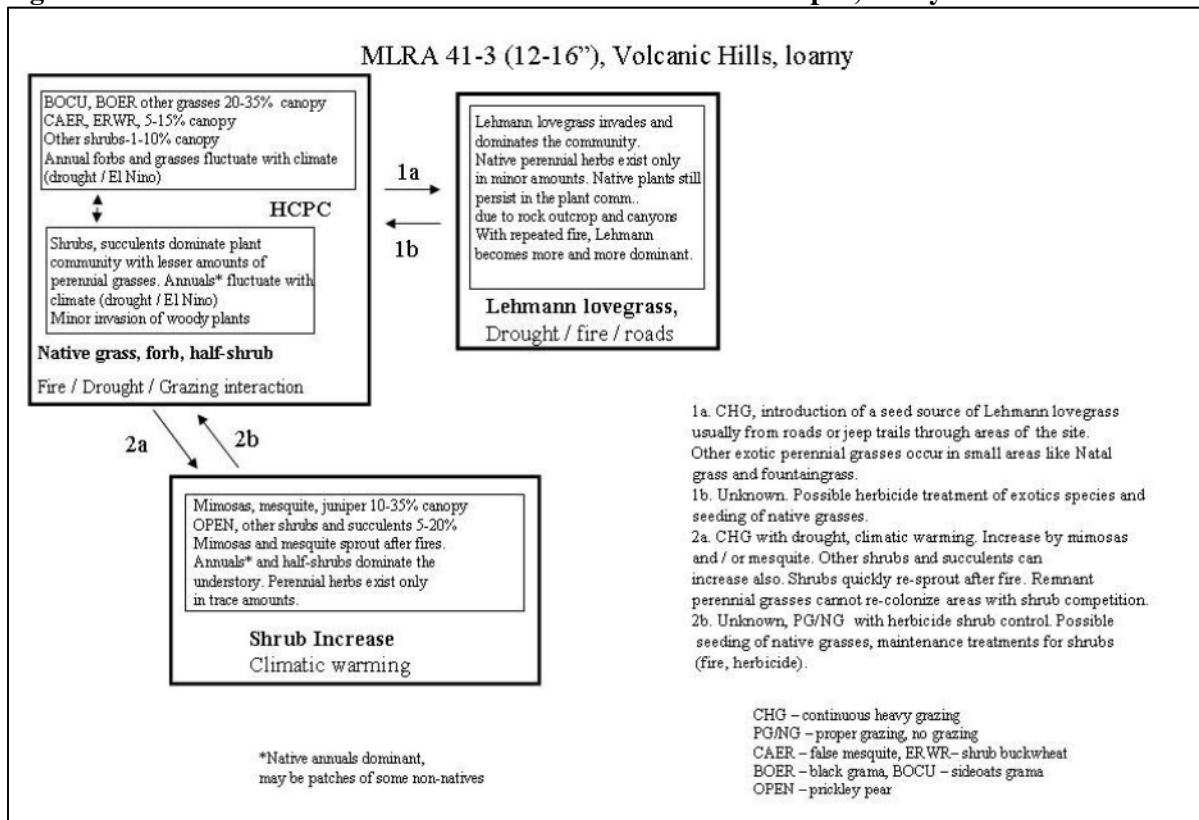 MLRA 41-3 (12-16”), Volcanic Hills, loamy
BOCU, BOER other grasses 20-35% canopy
CAER, ERWR, 5-15% canopy
Other shrubs-1-10% canopy
Annual forbs and grasses fluctuate with climate
(drought / El Nino)
HCPC
Shrubs, succulents dominate plant
community with lesser amounts of
perennial grasses. Annuals* fluctuate with
climate (drought / El Nino)
Minor invasion of woody plants
Native grass, forb, half-shrub
Fire / Drought / Grazing interaction
1a
1b
Lehmann lovegrass invades and
dominates the community.
Native perennial herbs exist only
in minor amounts. Native plants still
persist in the plant comm..
due to rock outcrop and canyons
With repeated fire, Lehmann
becomes more and more dominant.
Lehmann lovegrass,
Drought / fire / roads
2a
2b
Mimosas, mesquite, juniper 10-35% canopy
OPEN, other shrubs and succulents 5-20%
Mimosas and mesquite sprout after fires.
Annuals* and half-shrubs dominate the
understory. Perennial herbs exist only
in trace amounts.
Shrub Increase
Climatic warming
1a. CHG, introduction of a seed source of Lehmann lovegrass
usually from roads or jeep trails through areas of the site.
Other exotic perennial grasses occur in small areas like Natal
grass and fountaingrass.
1b. Unknown. Possible herbicide treatment of exotics species and
seeding of native grasses.
2a. CHG with drought, climatic warming. Increase by mimosas
and / or mesquite. Other shrubs and succulents can
increase also. Shrubs quickly re-sprout after fire. Remnant
perennial grasses cannot re-colonize areas with shrub competition.
2b. Unknown, PG/NG with herbicide shrub control. Possible
seeding of native grasses, maintenance treatments for shrubs
(fire, herbicide).
*Native annuals dominant,
may be patches of some non-natives
CHG – continuous heavy grazing
PG/NG – proper grazing, no grazing
CAER – false mesquite, ERWR– shrub buckwheat
BOER – black grama, BOCU – sideoats grama
OPEN – prickley pear